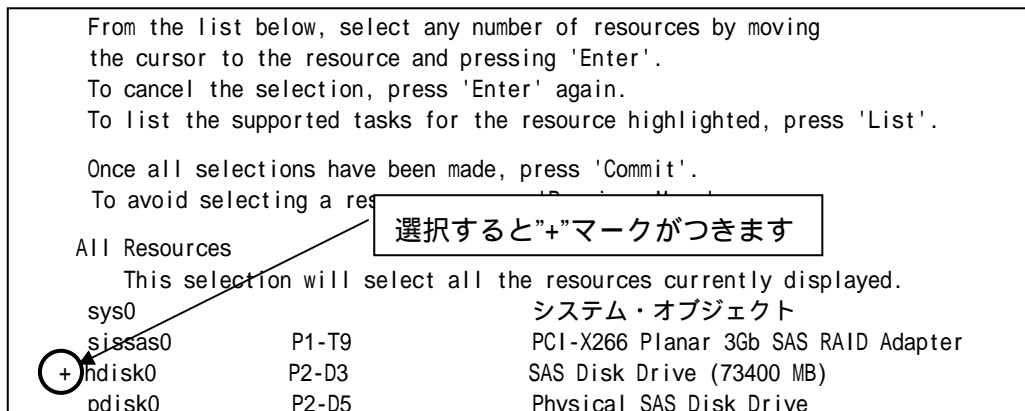 From the list below, select any number of resources by moving
the cursor to the resource and pressing 'Enter'.
To cancel the selection, press 'Enter' again.
To list the supported tasks for the resource highlighted, press 'List'.
Once all selections have been made, press 'Commit'.
To avoid selecting a
選択すると"+"マークがつきます
All Resources
This selection will select all the resources currently displayed.
sys0 システム・オブジェクト
sissas0 P1-T9 PCI-X266 Planar 3Gb SAS RAID Adapter
+ hdisk0 P2-D3 SAS Disk Drive (73400 MB)
pdisk0 P2-D5 Physical SAS Disk Drive